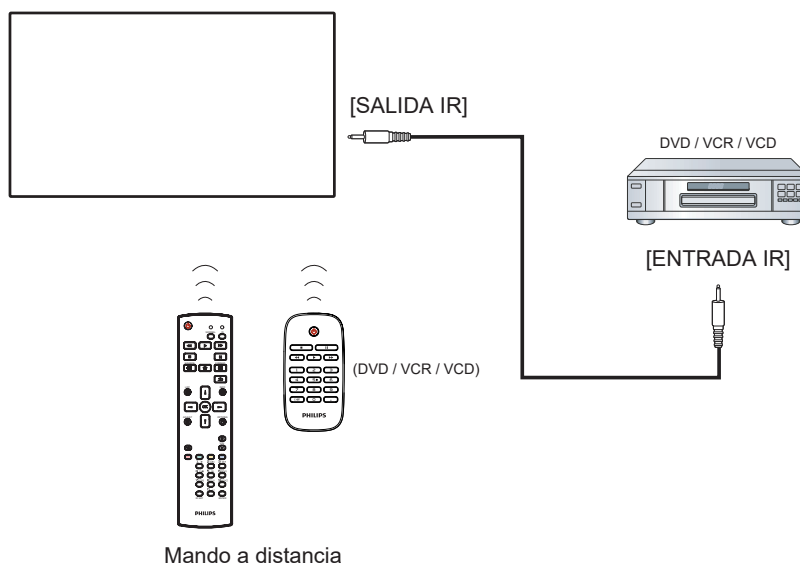 [SALIDA IR]
DVD / VCR / VCD
[ENTRADA IR]
(DVD / VCR / VCD)
PHILIPS
PHILIPS
Mando a distancia